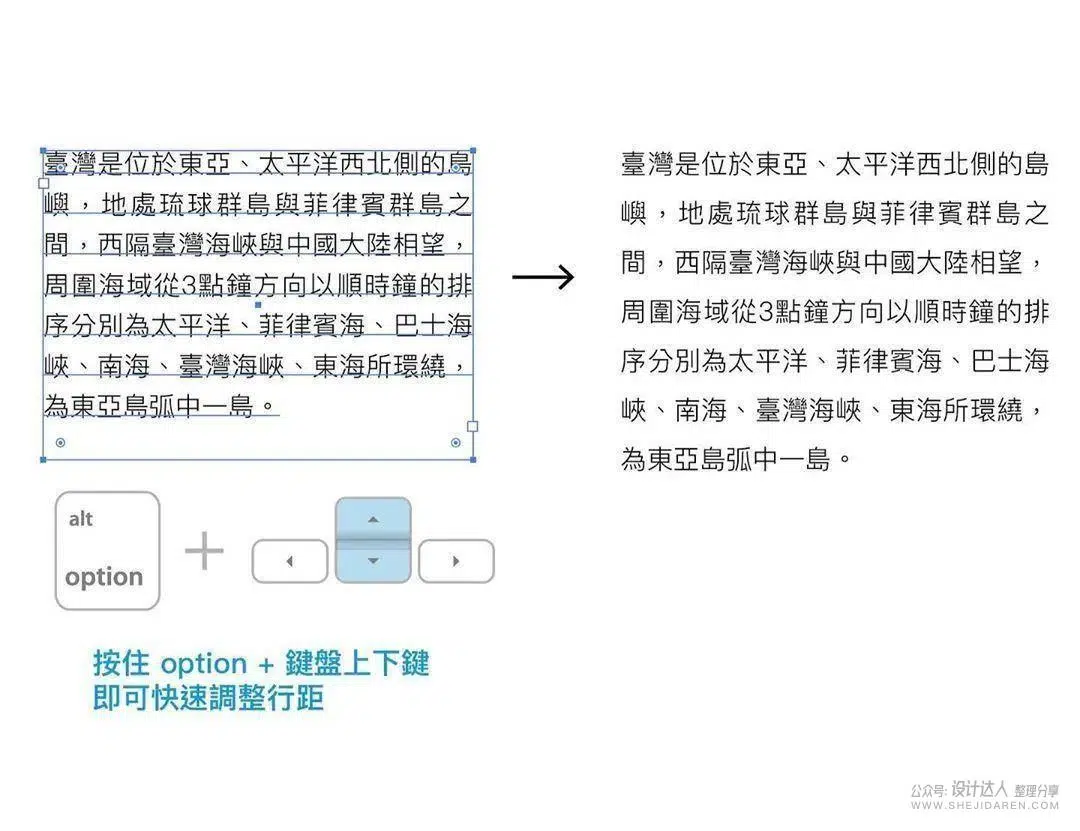 臺灣是位於東亞、太平洋西北側的島
嶼，地處琉球群島與菲律賓群島之
間，西隔臺灣海峽與中國大陸相望，
周圍海域從3點鐘方向以順時鐘的排
序分別為太平洋、菲律賓海、巴士海
峽、南海、臺灣海峽、東海所環繞，
為東亞島弧中一島。
臺灣是位於東亞、太平洋西北側的島
嶼，地處琉球群島與菲律賓群島之
間，西隔臺灣海峽與中國大陸相望，
周圍海域從3點鐘方向以順時鐘的排
序分別為太平洋、菲律賓海、巴士海
峽、南海、臺灣海峽、東海所環繞，
為東亞島弧中一島。
alt
option
按住 option + 鍵盤上下鍵
即可快速調整行距
公众号: 设计达人 整理分享
WWW.SHEJIDAREN.COM